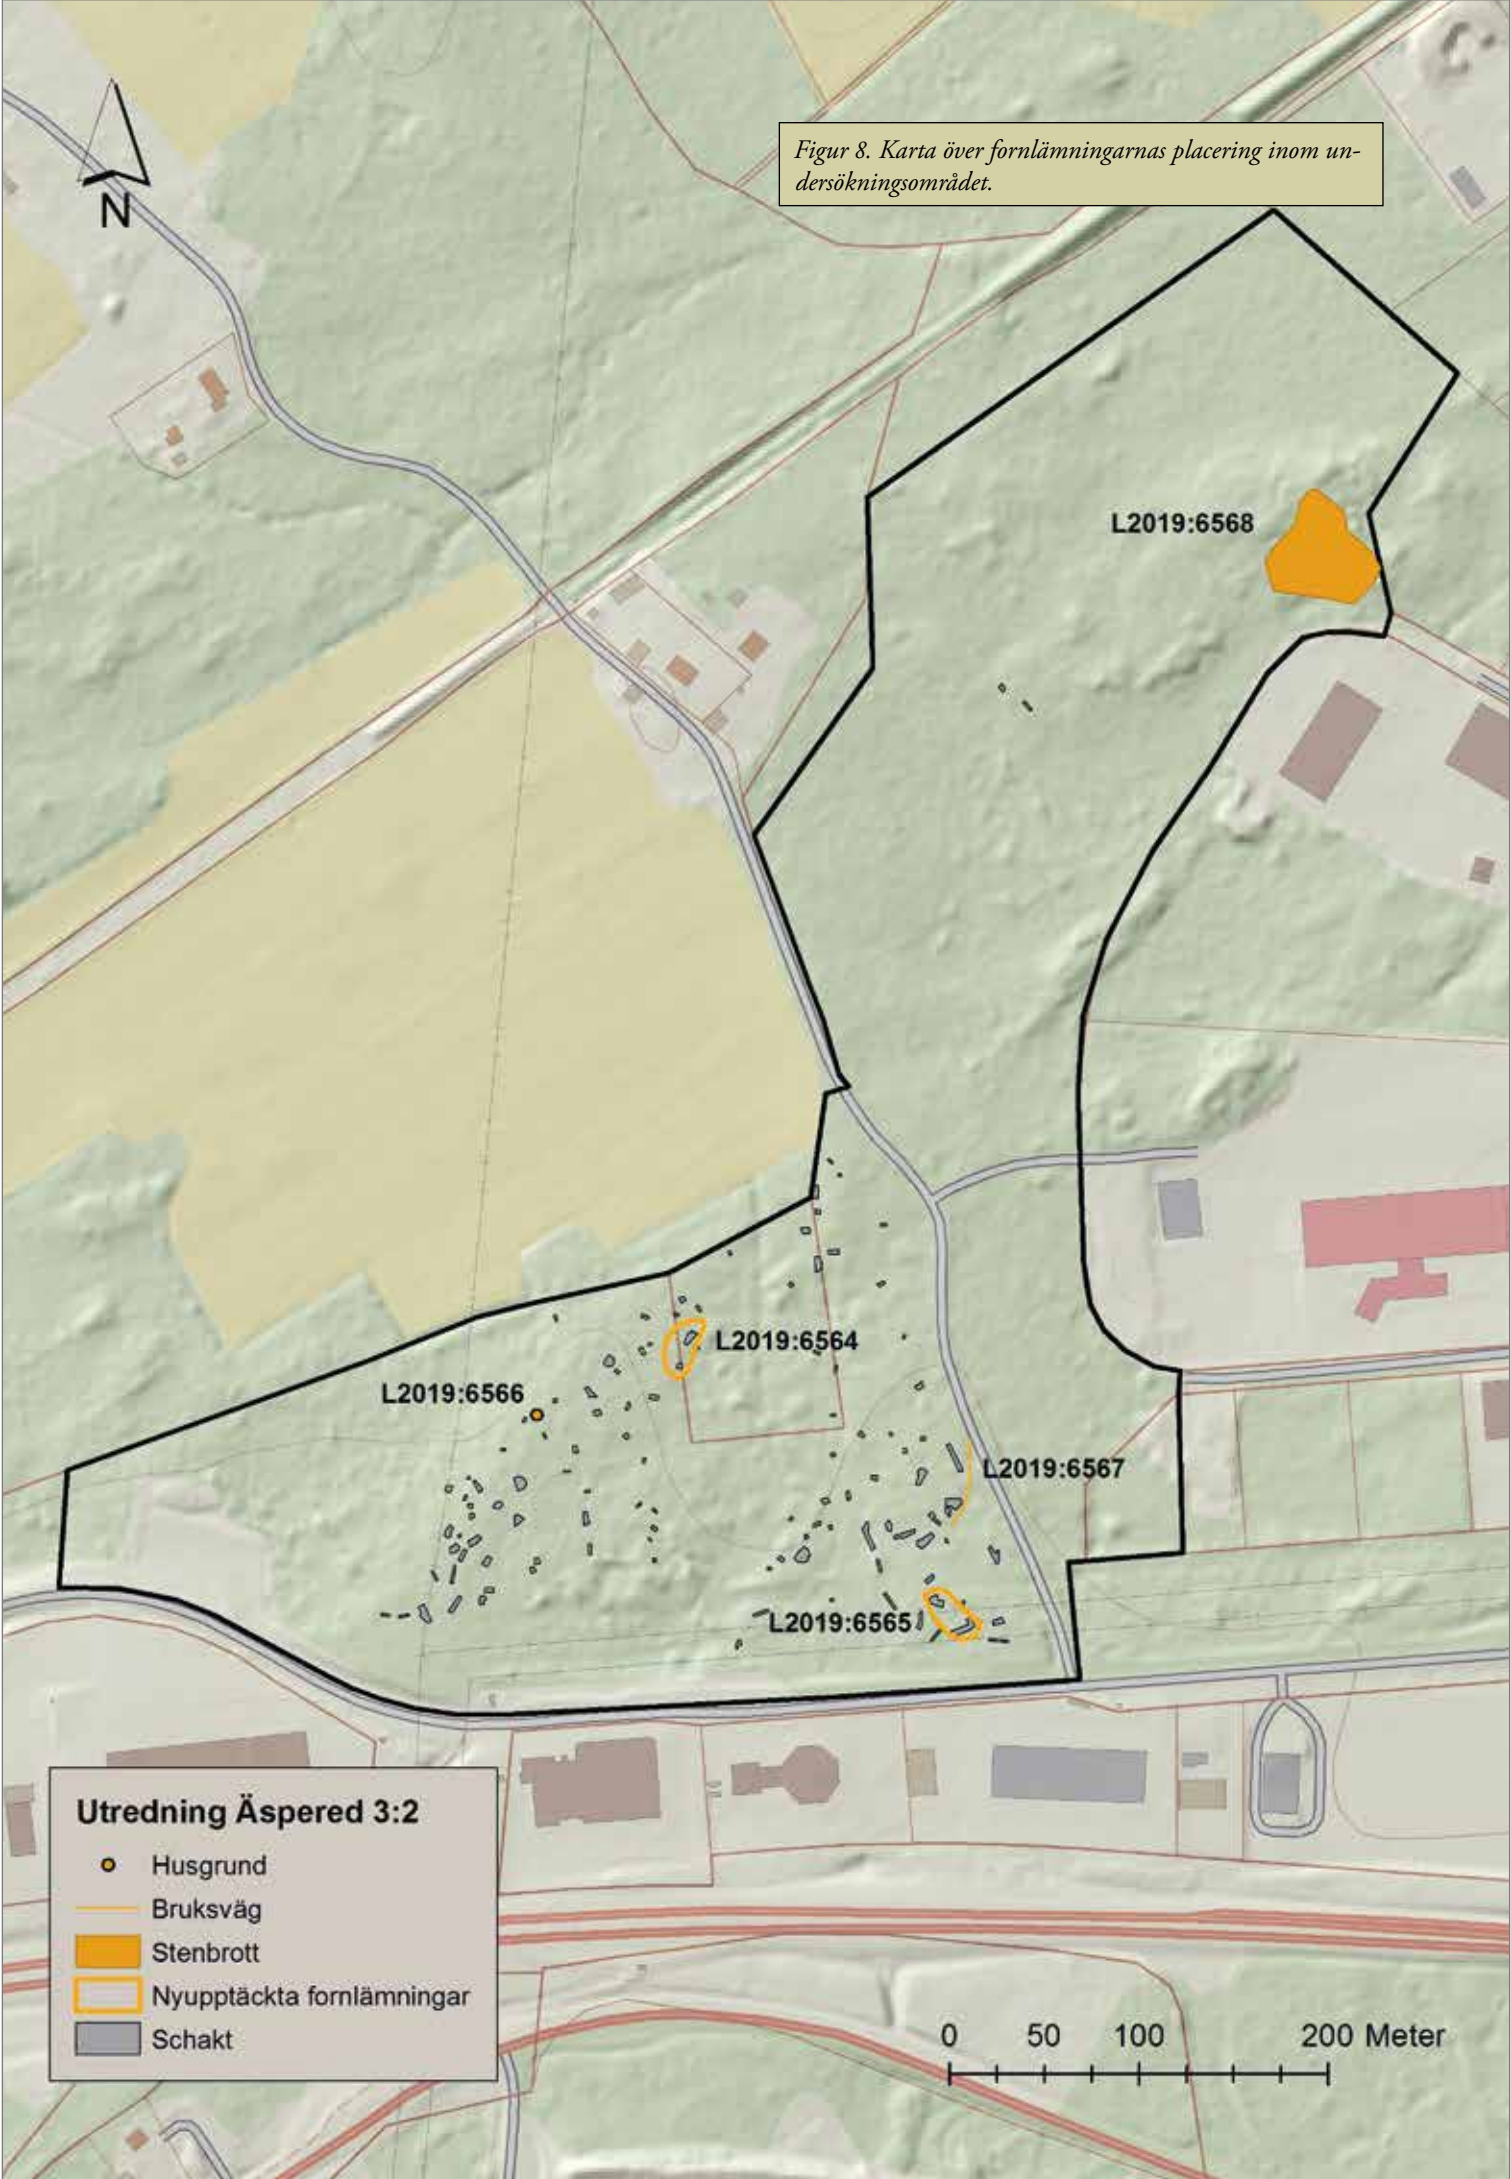 Figur 8. Karta över fornlämningarnas placering inom un-
dersökningsområdet.
N
L2019:6568
L2019:6564
L2019:6566
L2019:6567
L2019:6565
Utredning Äspered 3:2
Husgrund
Bruksväg
Stenbrott
Nyupptäckta fornlämningar
Schakt
0 50 100 200 Meter